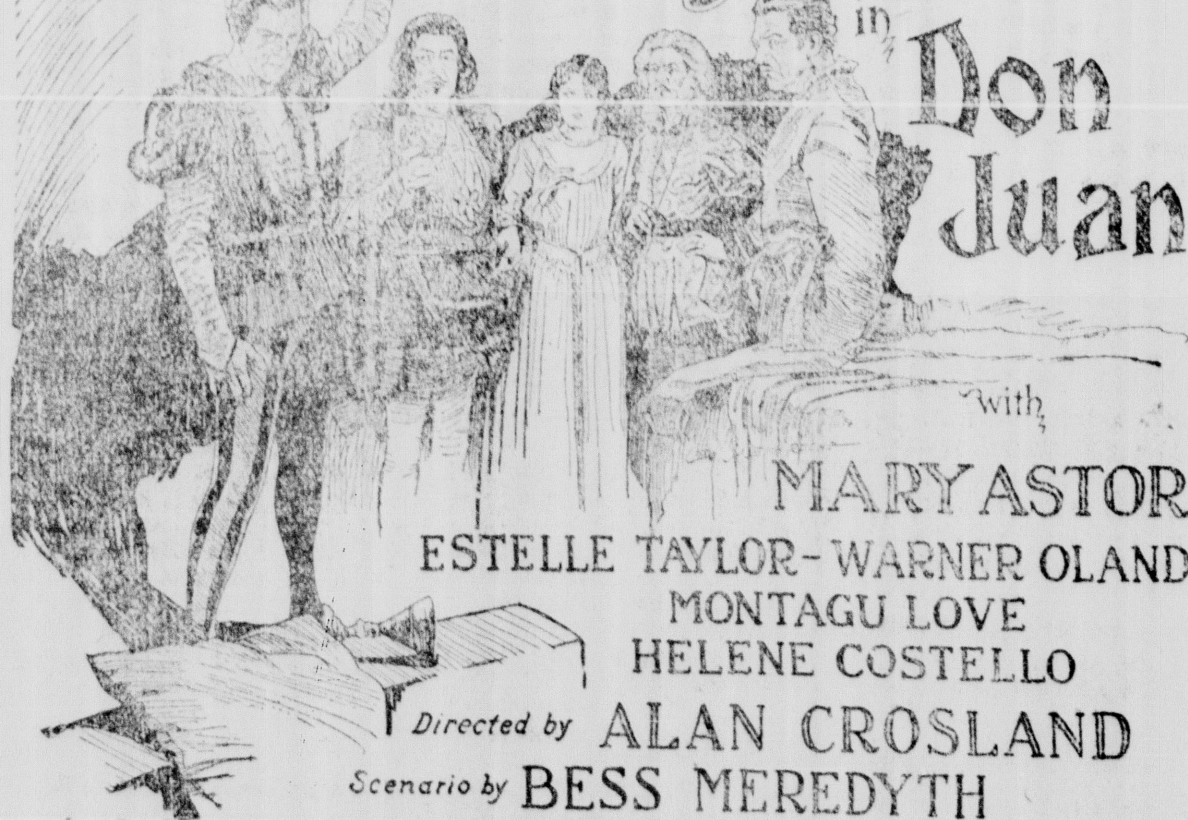 in
Don
Juan
with
MARY ASTOR
ESTELLE TAYLOR-WARNER OLAND
MONTAGU LOVE
HELENE COSTELLO
Directed by ALAN CROSLAND
Scenario by BESS MEREDYTH